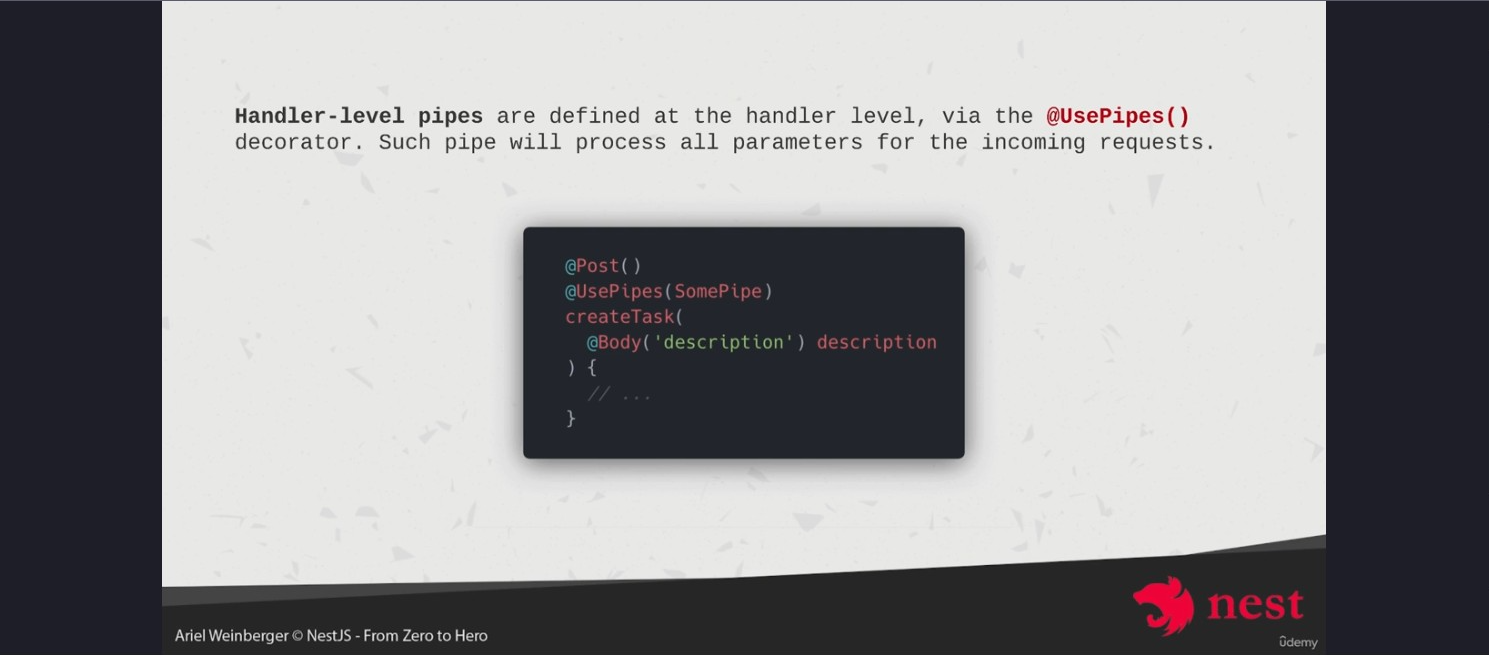 Handler-level pipes are defined at the handler level, via the @UsePipes()
decorator. Such pipe will process all parameters for the incoming requests.
@Post()
@UsePipes(SomePipe)
createTask(
  @Body('description') description
) {
  // ...
}
nest
Ariel Weinberger © NestJS - From Zero to Hero
ûdemy